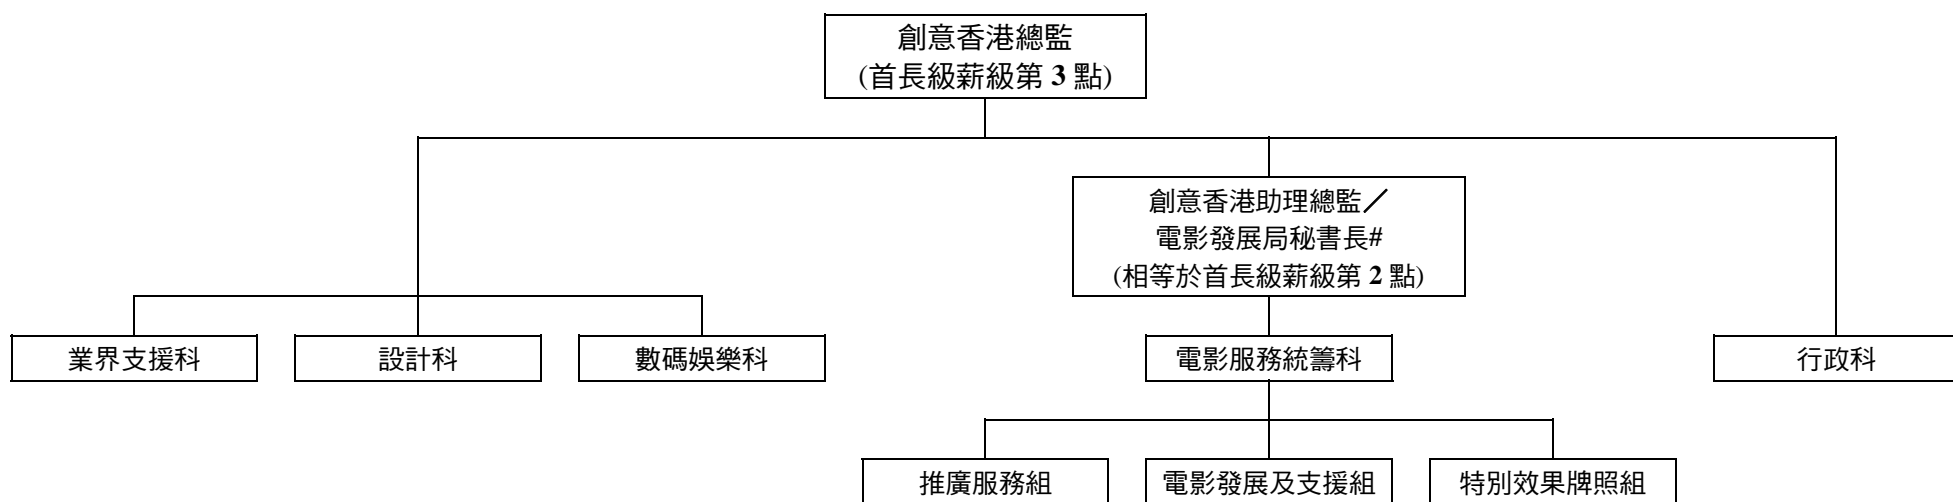 創意香港總監
(首長級薪級第 3 點)
創意香港助理總監／
電影發展局秘書長#
(相等於首長級薪級第 2 點)
業界支援科
設計科
數碼娛樂科
電影服務統籌科
行政科
推廣服務組
電影發展及支援組
特別效果牌照組